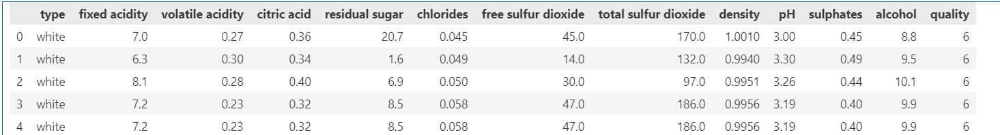 type fixed acidity volatile acidity citric acid residual sugar chlorides free sulfur dioxide total sulfur dioxide density pH sulphates alcohol quality
0 white 7.0 0.27 0.36 20.7 0.045 45.0 170.0 1.0010 3.00 0.45 8.8 6
1 white 6.3 0.30 0.34 1.6 0.049 14.0 132.0 0.9940 3.30 0.49 9.5 6
2 white 8.1 0.28 0.40 6.9 0.050 30.0 97.0 0.9951 3.26 0.44 10.1 6
3 white 7.2 0.23 0.32 8.5 0.058 47.0 186.0 0.9956 3.19 0.40 9.9 6
4 white 7.2 0.23 0.32 8.5 0.058 47.0 186.0 0.9956 3.19 0.40 9.9 6